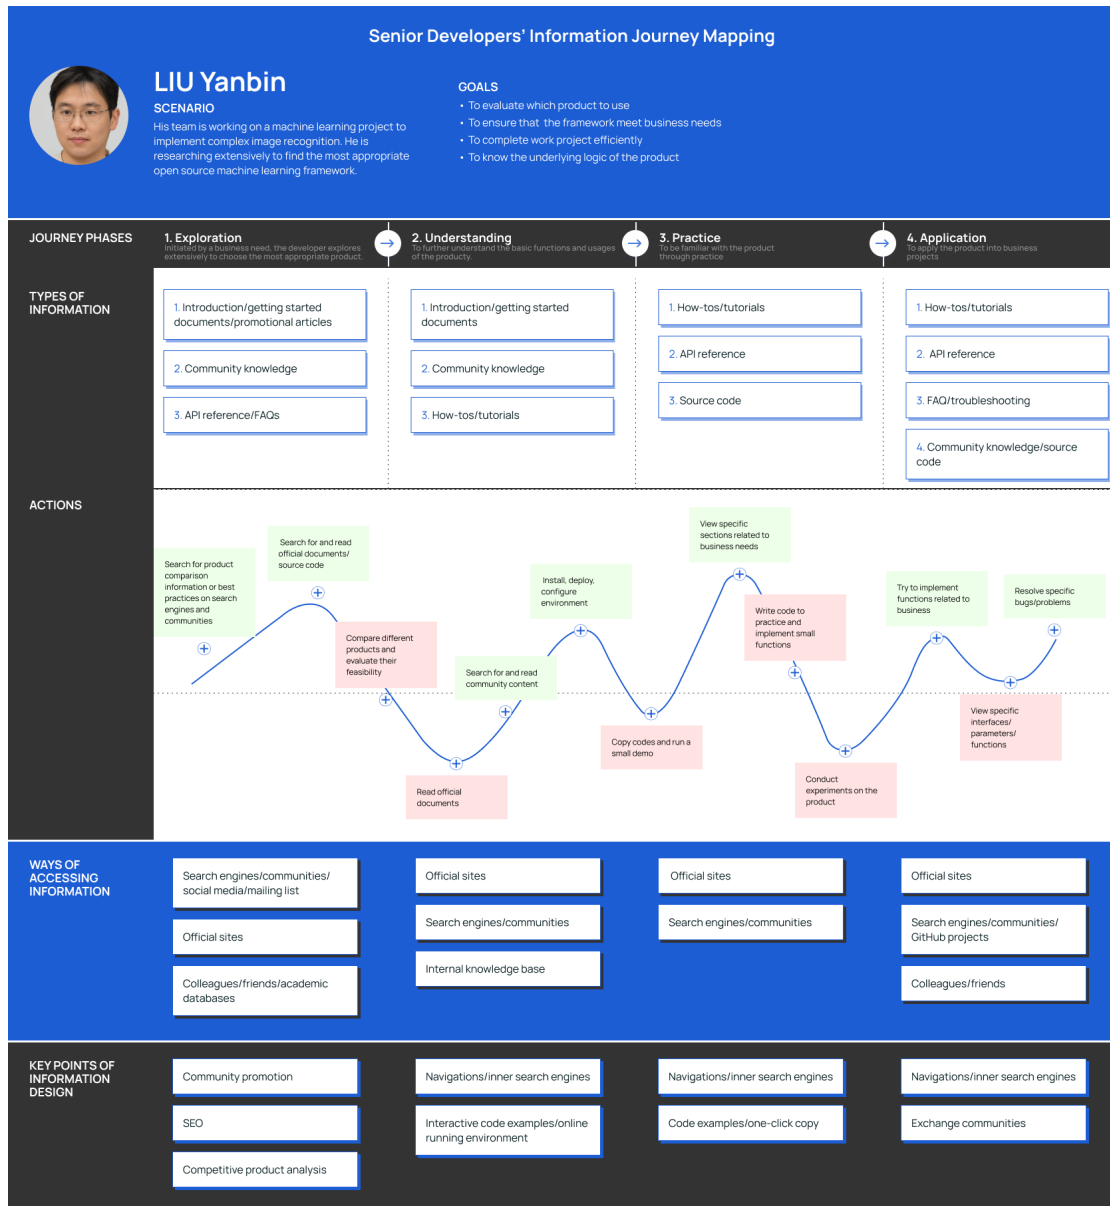 Senior Developers’ Information Journey Mapping
LIU Yanbin
SCENARIO
His team is working on a machine learning project to
implement complex image recognition. He is
researching extensively to find the most appropriate
open source machine learning framework.
GOALS
• To evaluate which product to use
• To ensure that the framework meet business needs
• To complete work project efficiently
• To know the underlying logic of the product
JOURNEY PHASES
1. Exploration
Initiated by a business need, the developer explores
extensively to choose the most appropriate product.
2. Understanding
To further understand the basic functions and usages
of the producty.
3. Practice
To be familiar with the product
through practice
4. Application
To apply the product into business
projects
TYPES OF
INFORMATION
1. Introduction/getting started
documents/promotional articles
2. Community knowledge
3. API reference/FAQs
1. Introduction/getting started
documents
2. Community knowledge
3. How-tos/tutorials
1. How-tos/tutorials
2. API reference
3. Source code
1. How-tos/tutorials
2. API reference
3. FAQ/troubleshooting
4. Community knowledge/source
code
ACTIONS
Search for product
comparison
information or best
practices on search
engines and
communities
Search for and read
official documents/
source code
Compare different
products and
evaluate their
feasibility
Read official
documents
Search for and read
community content
Install, deploy,
configure
environment
Copy codes and run a
small demo
View specific
sections related to
business needs
Write code to
practice and
implement small
functions
Conduct
experiments on the
product
Try to implement
functions related to
business
View specific
interfaces/
parameters/
functions
Resolve specific
bugs/problems
WAYS OF
ACCESSING
INFORMATION
Search engines/communities/
social media/mailing list
Official sites
Colleagues/friends/academic
databases
Official sites
Search engines/communities
Internal knowledge base
Official sites
Search engines/communities
Official sites
Search engines/communities/
GitHub projects
Colleagues/friends
KEY POINTS OF
INFORMATION
DESIGN
Community promotion
SEO
Competitive product analysis
Navigations/inner search engines
Interactive code examples/online
running environment
Navigations/inner search engines
Code examples/one-click copy
Navigations/inner search engines
Exchange communities